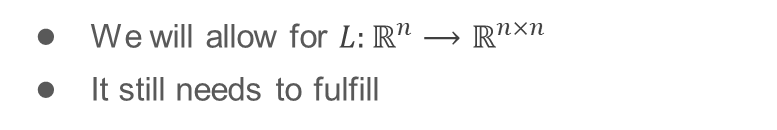 ● We will allow for L: ℝⁿ ⟶ ℝⁿˣⁿ
● It still needs to fulfill